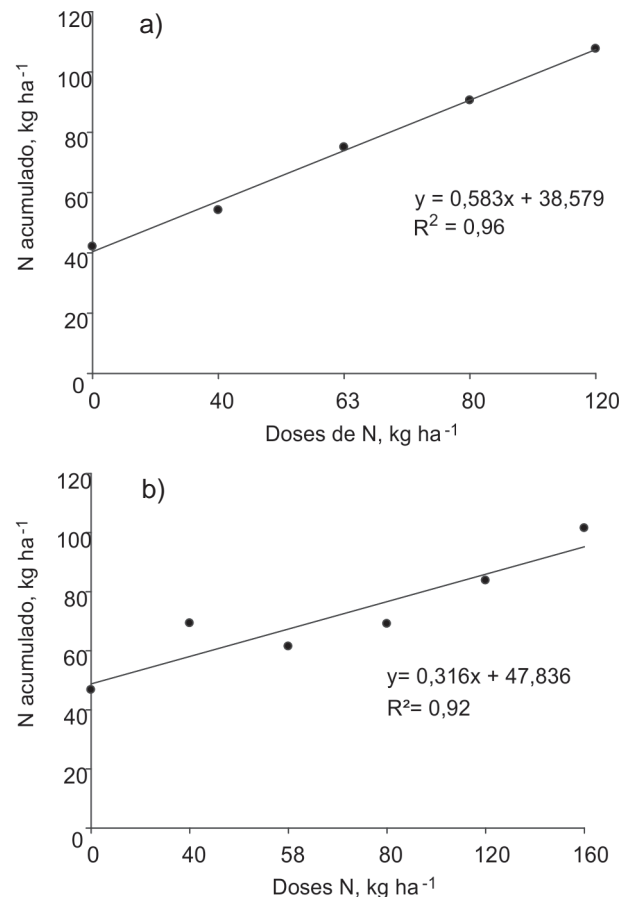 a)
N acumulado, kg ha⁻¹
120
100
80
60
40
20
0
y = 0,583x + 38,579
R² = 0,96
0 40 63 80 120
Doses de N, kg ha⁻¹
b)
N acumulado, kg ha⁻¹
120
100
80
60
40
20
0
y= 0,316x + 47,836
R²= 0,92
0 40 58 80 120 160
Doses N, kg ha⁻¹